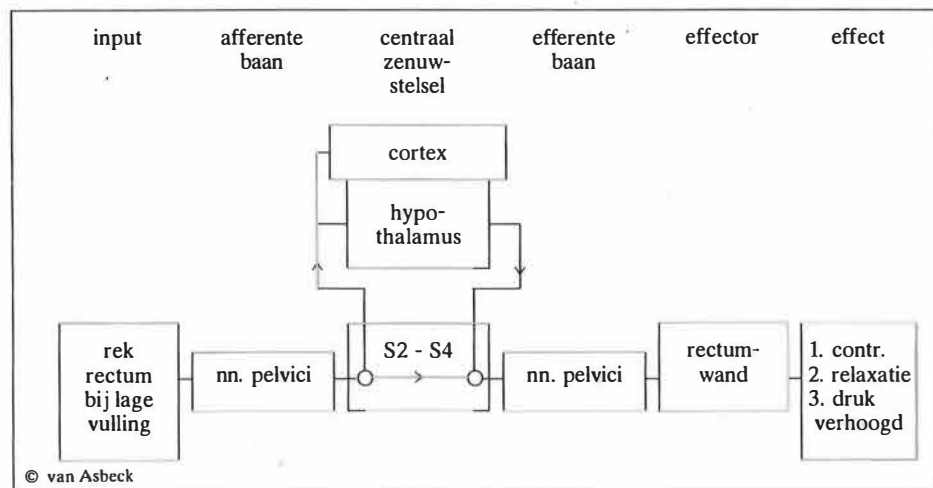 input
afferente
baan
centraal
zenuw-
stelsel
efferente
baan
effector
effect
cortex
hypo-
thalamus
rek
rectum
bij lage
vulling
nn. pelvici
S2 - S4
nn. pelvici
rectum-
wand
1. contr.
2. relaxatie
3. druk
verhoogd
© van Asbeck